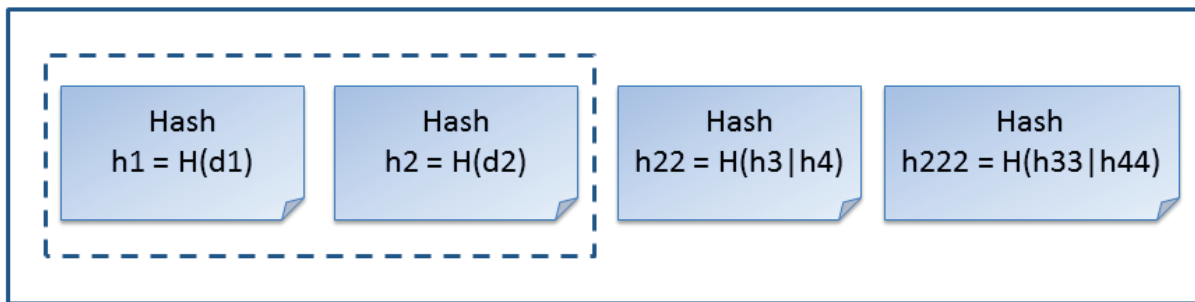 Hash
h1 = H(d1)
Hash
h2 = H(d2)
Hash
h22 = H(h3|h4)
Hash
h222 = H(h33|h44)